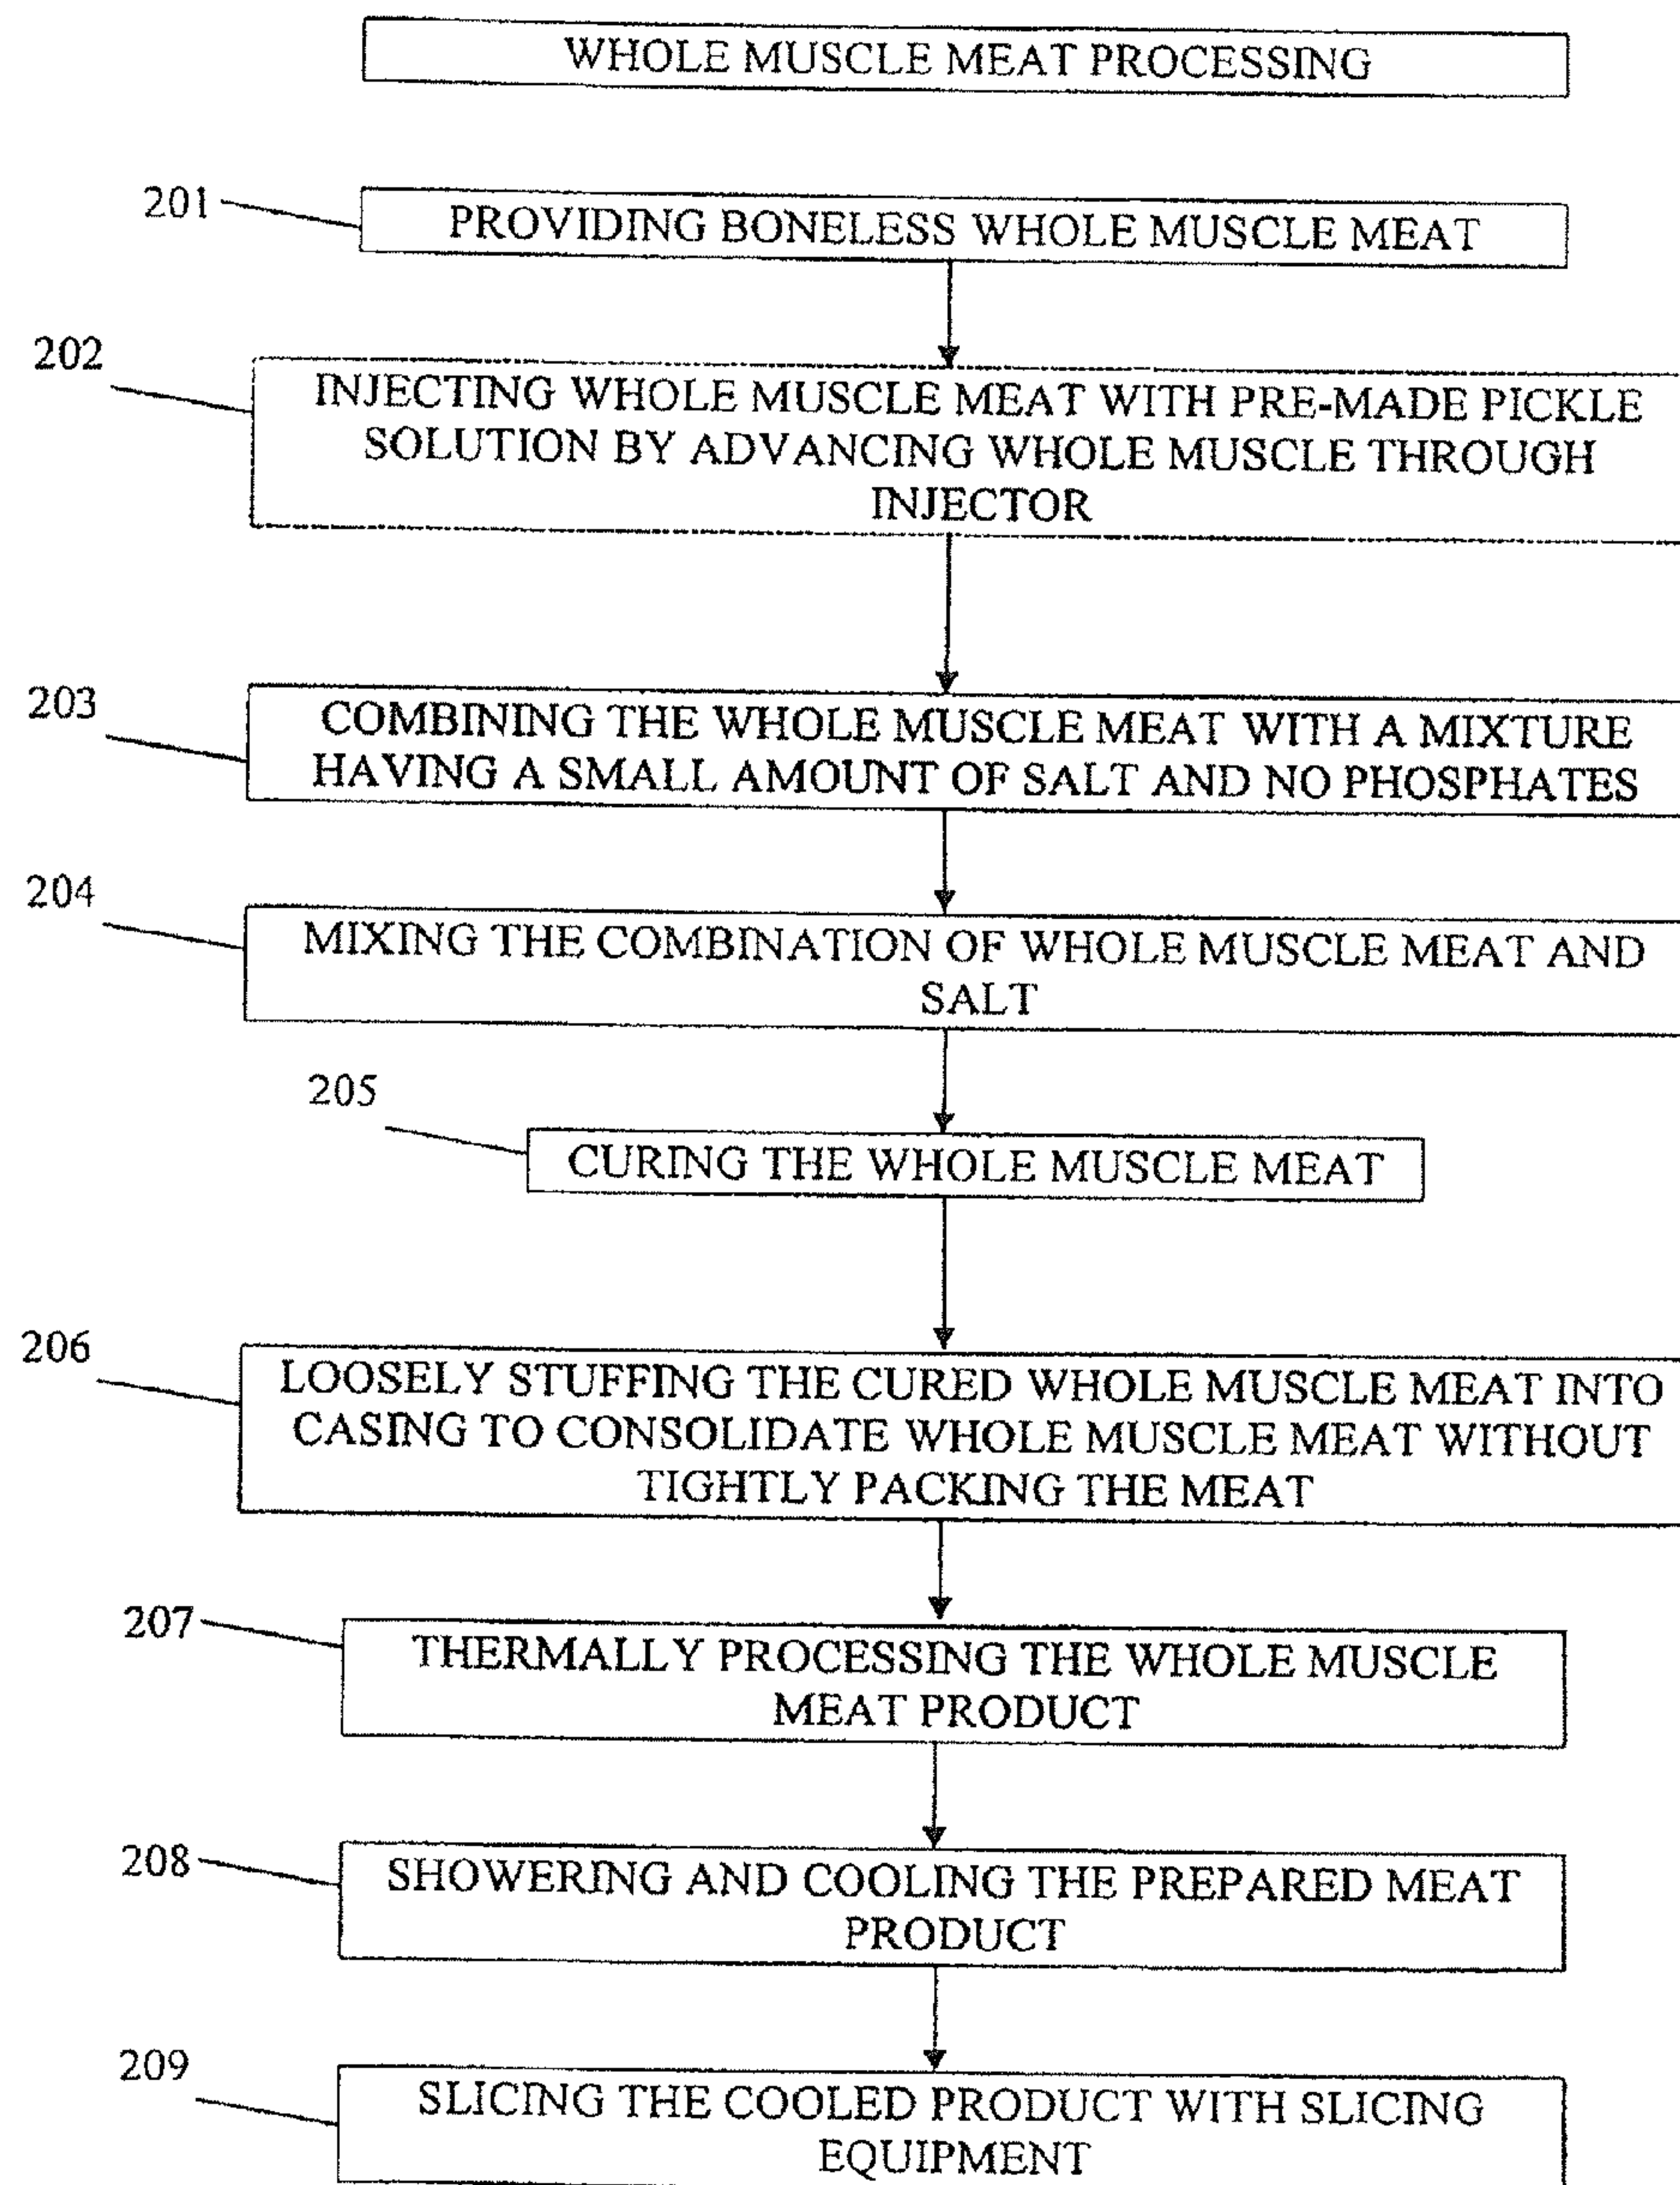 WHOLE MUSCLE MEAT PROCESSING
201
PROVIDING BONELESS WHOLE MUSCLE MEAT
202
INJECTING WHOLE MUSCLE MEAT WITH PRE-MADE PICKLE
SOLUTION BY ADVANCING WHOLE MUSCLE THROUGH
INJECTOR
203
COMBINING THE WHOLE MUSCLE MEAT WITH A MIXTURE
HAVING A SMALL AMOUNT OF SALT AND NO PHOSPHATES
204
MIXING THE COMBINATION OF WHOLE MUSCLE MEAT AND
SALT
205
CURING THE WHOLE MUSCLE MEAT
206
LOOSELY STUFFING THE CURED WHOLE MUSCLE MEAT INTO
CASING TO CONSOLIDATE WHOLE MUSCLE MEAT WITHOUT
TIGHTLY PACKING THE MEAT
207
THERMALLY PROCESSING THE WHOLE MUSCLE
MEAT PRODUCT
208
SHOWERING AND COOLING THE PREPARED MEAT
PRODUCT
209
SLICING THE COOLED PRODUCT WITH SLICING
EQUIPMENT